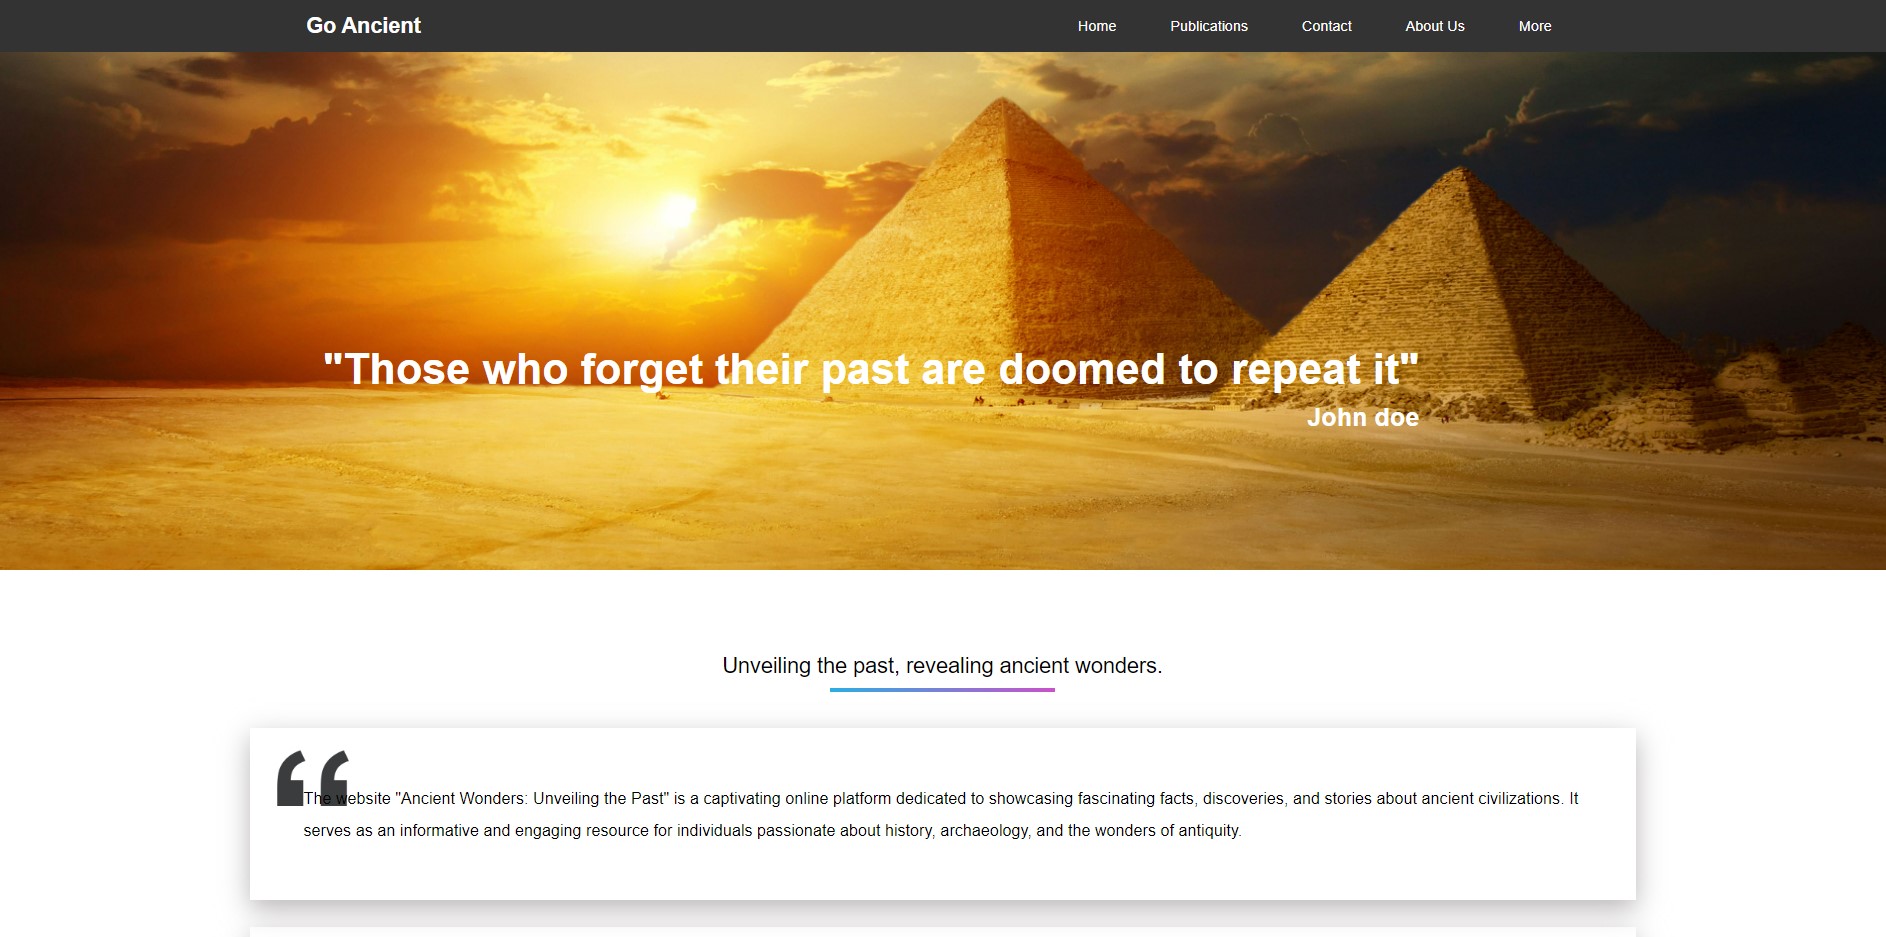 Go Ancient
Home Publications Contact About Us More
"Those who forget their past are doomed to repeat it"
John doe
Unveiling the past, revealing ancient wonders.
The website "Ancient Wonders: Unveiling the Past" is a captivating online platform dedicated to showcasing fascinating facts, discoveries, and stories about ancient civilizations. It
serves as an informative and engaging resource for individuals passionate about history, archaeology, and the wonders of antiquity.